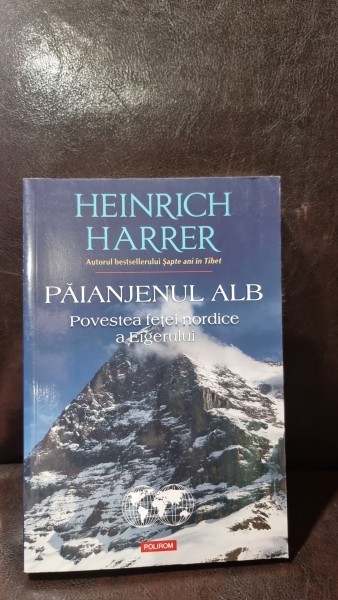 HEINRICH
HARRER
Autorul bestsellerului Șapte ani în Tibet
PĂIANJENUL ALB
Povestea feței nordice
a Eigerului
POLIROM